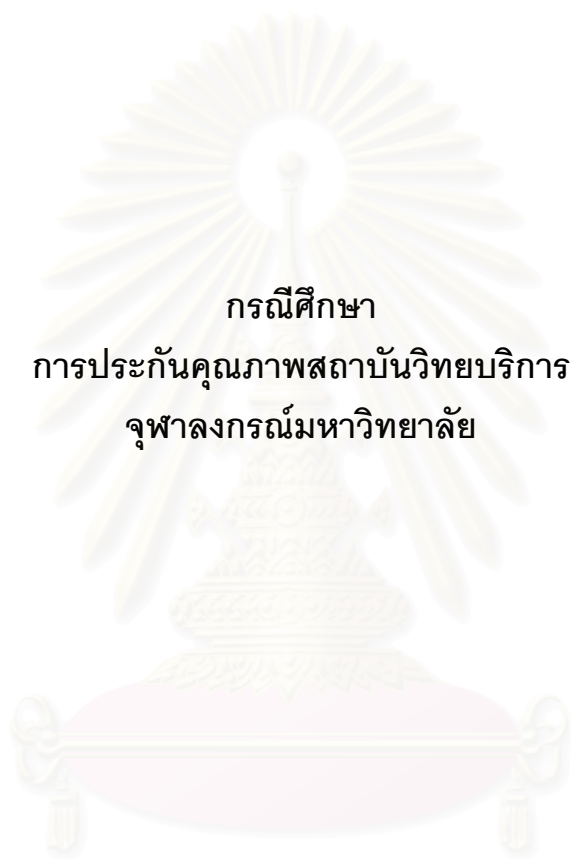 กรณีศึกษา
การประกันคุณภาพสถาบันวิทยบริการ
จุฬาลงกรณ์มหาวิทยาลัย